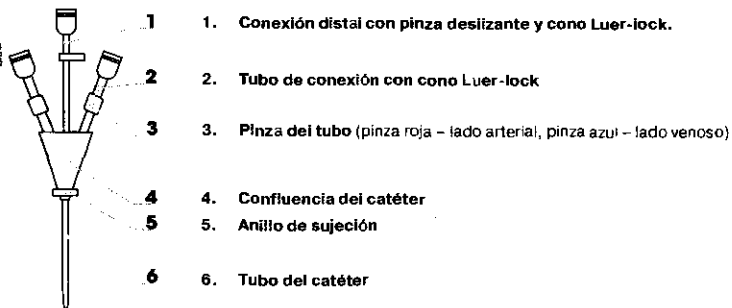 1 1. Conexión distal con pinza deslizante y cono Luer-lock.
2 2. Tubo de conexión con cono Luer-lock
3 3. Pinza del tubo (pinza roja – lado arterial, pinza azul – lado venoso)
4 4. Confluencia del catéter
5 5. Anillo de sujeción
6 6. Tubo del catéter